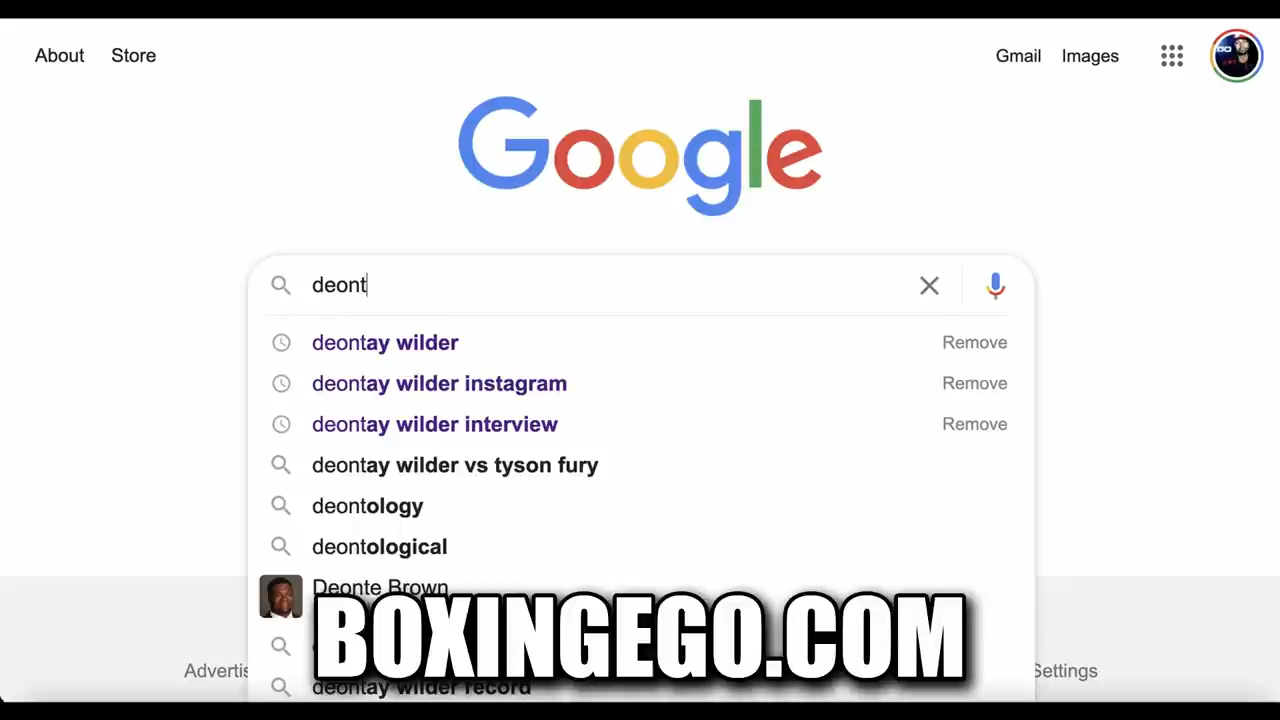 About Store Gmail Images
Google
deont
deontay wilder Remove
deontay wilder instagram Remove
deontay wilder interview Remove
deontay wilder vs tyson fury
deontology
deontological
Deonte Brown
BOXINGEGO.COM
Advertis Settings
deontay wilder record